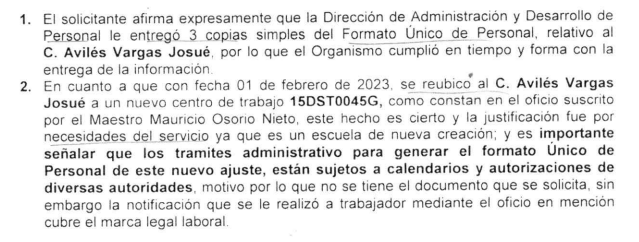 1. El solicitante afirma expresamente que la Dirección de Administración y Desarrollo de
Personal le entregó 3 copias simples del Formato Único de Personal, relativo al
C. Avilés Vargas Josué, por lo que el Organismo cumplió en tiempo y forma con la
entrega de la información.
2. En cuanto a que con fecha 01 de febrero de 2023, se reubico al C. Avilés Vargas
Josué a un nuevo centro de trabajo 15DST0045G, como constan en el oficio suscrito
por el Maestro Mauricio Osorio Nieto, este hecho es cierto y la justificación fue por
necesidades del servicio ya que es un escuela de nueva creación; y es importante
señalar que los tramites administrativo para generar el formato Único de
Personal de este nuevo ajuste, están sujetos a calendarios y autorizaciones de
diversas autoridades, motivo por lo que no se tiene el documento que se solicita, sin
embargo la notificación que se le realizó a trabajador mediante el oficio en mención
cubre el marca legal laboral.